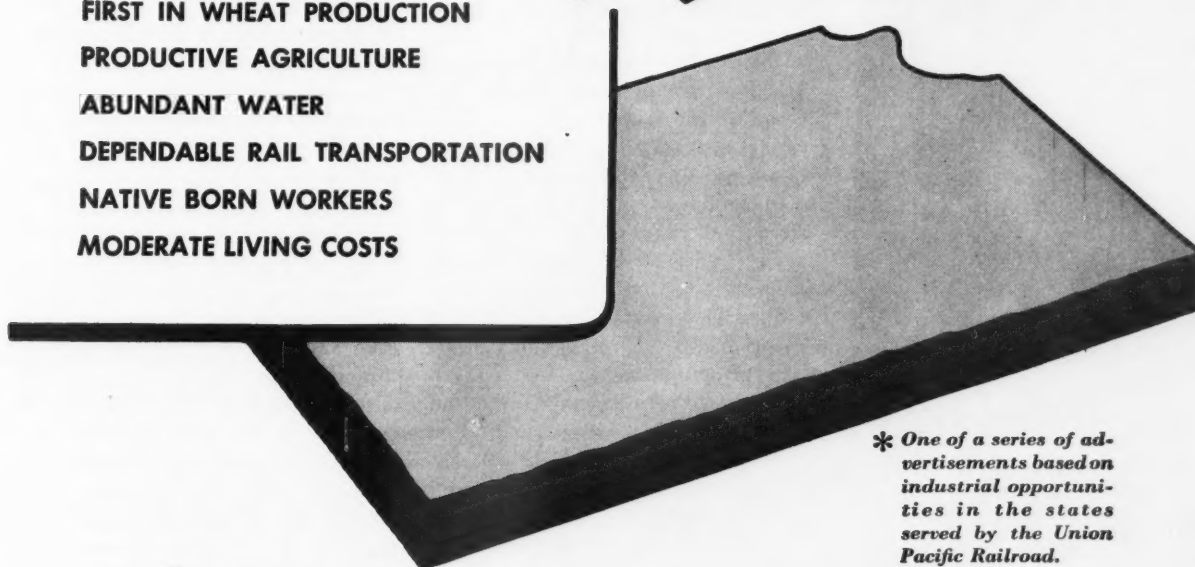 FIRST IN WHEAT PRODUCTION
PRODUCTIVE AGRICULTURE
ABUNDANT WATER
DEPENDABLE RAIL TRANSPORTATION
NATIVE BORN WORKERS
MODERATE LIVING COSTS
* One of a series of ad-
vertisements based on
industrial opportuni-
ties in the states
served by the Union
Pacific Railroad.